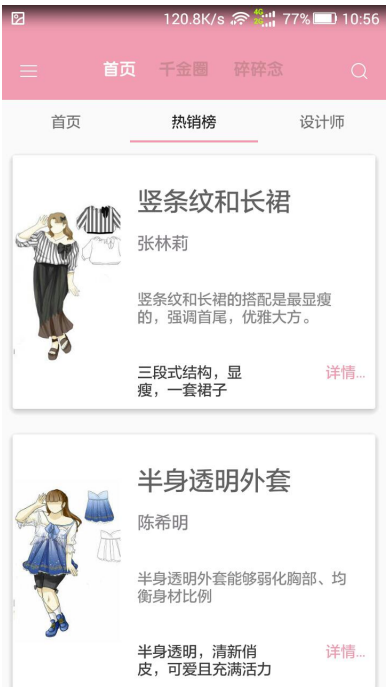 120.8K/s 4G 2G 77% 10:56
首页 千金圈 碎碎念
首页 热销榜 设计师
竖条纹和长裙
张林莉
竖条纹和长裙的搭配是最显瘦
的，强调首尾，优雅大方。
三段式结构，显
瘦，一套裙子
详情...
半身透明外套
陈希明
半身透明外套能够弱化胸部、均
衡身材比例
半身透明，清新俏
皮，可爱且充满活力
详情...